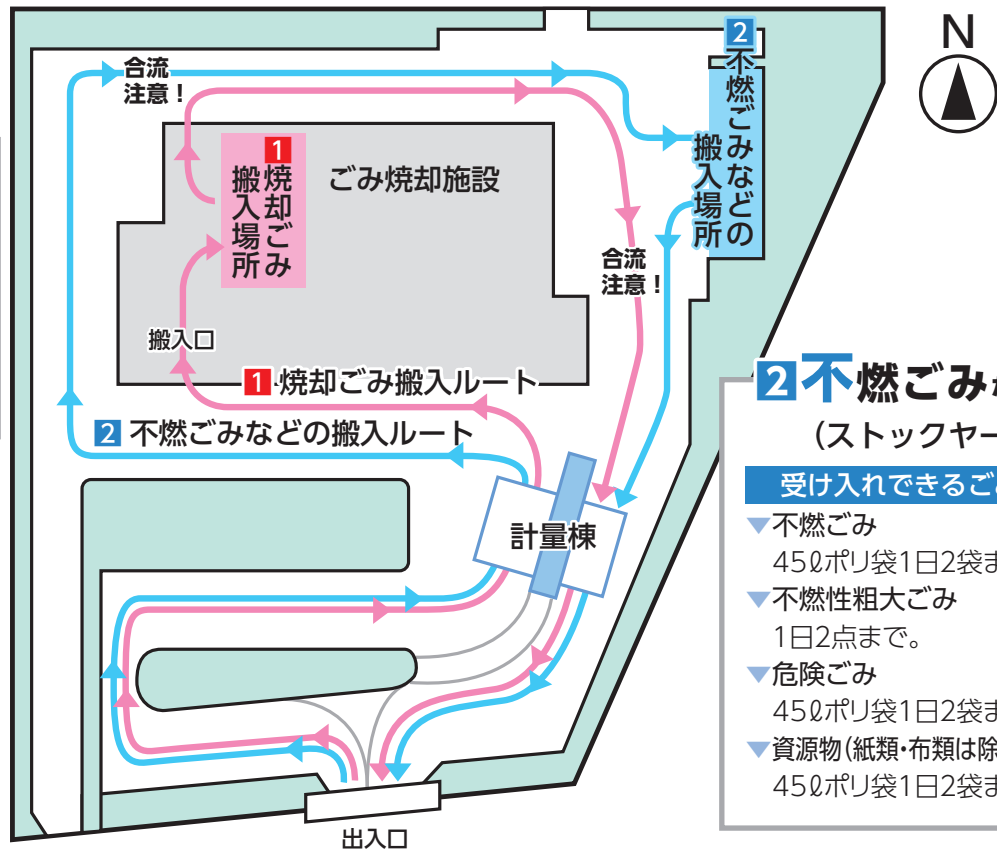 N
合流
注意！
2
不燃ごみなどの
搬入場所
1
焼却ごみ
搬入場所
ごみ焼却施設
合流
注意！
搬入口
1 焼却ごみ搬入ルート
2 不燃ごみなどの搬入ルート
計量棟
出入口
2 不燃ごみ
(ストックヤー
受け入れできるご
▼不燃ごみ
45ℓポリ袋1日2袋ま
▼不燃性粗大ごみ
1日2点まで。
▼危険ごみ
45ℓポリ袋1日2袋ま
▼資源物(紙類・布類は除
45ℓポリ袋1日2袋ま